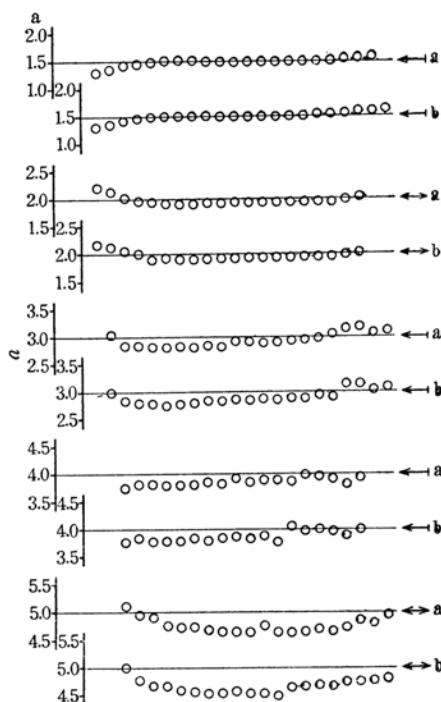 a
2.0
1.5 a
1.0 2.0
1.5 b
1.0
2.5
2.0 a
1.5 2.5
2.0 b
1.5
3.5
3.0 a
a
2.5 3.5
3.0 b
2.5
4.5
4.0 a
3.5 4.5
4.0 b
3.5
5.5
5.0 a
4.5 5.5
5.0 b
4.5